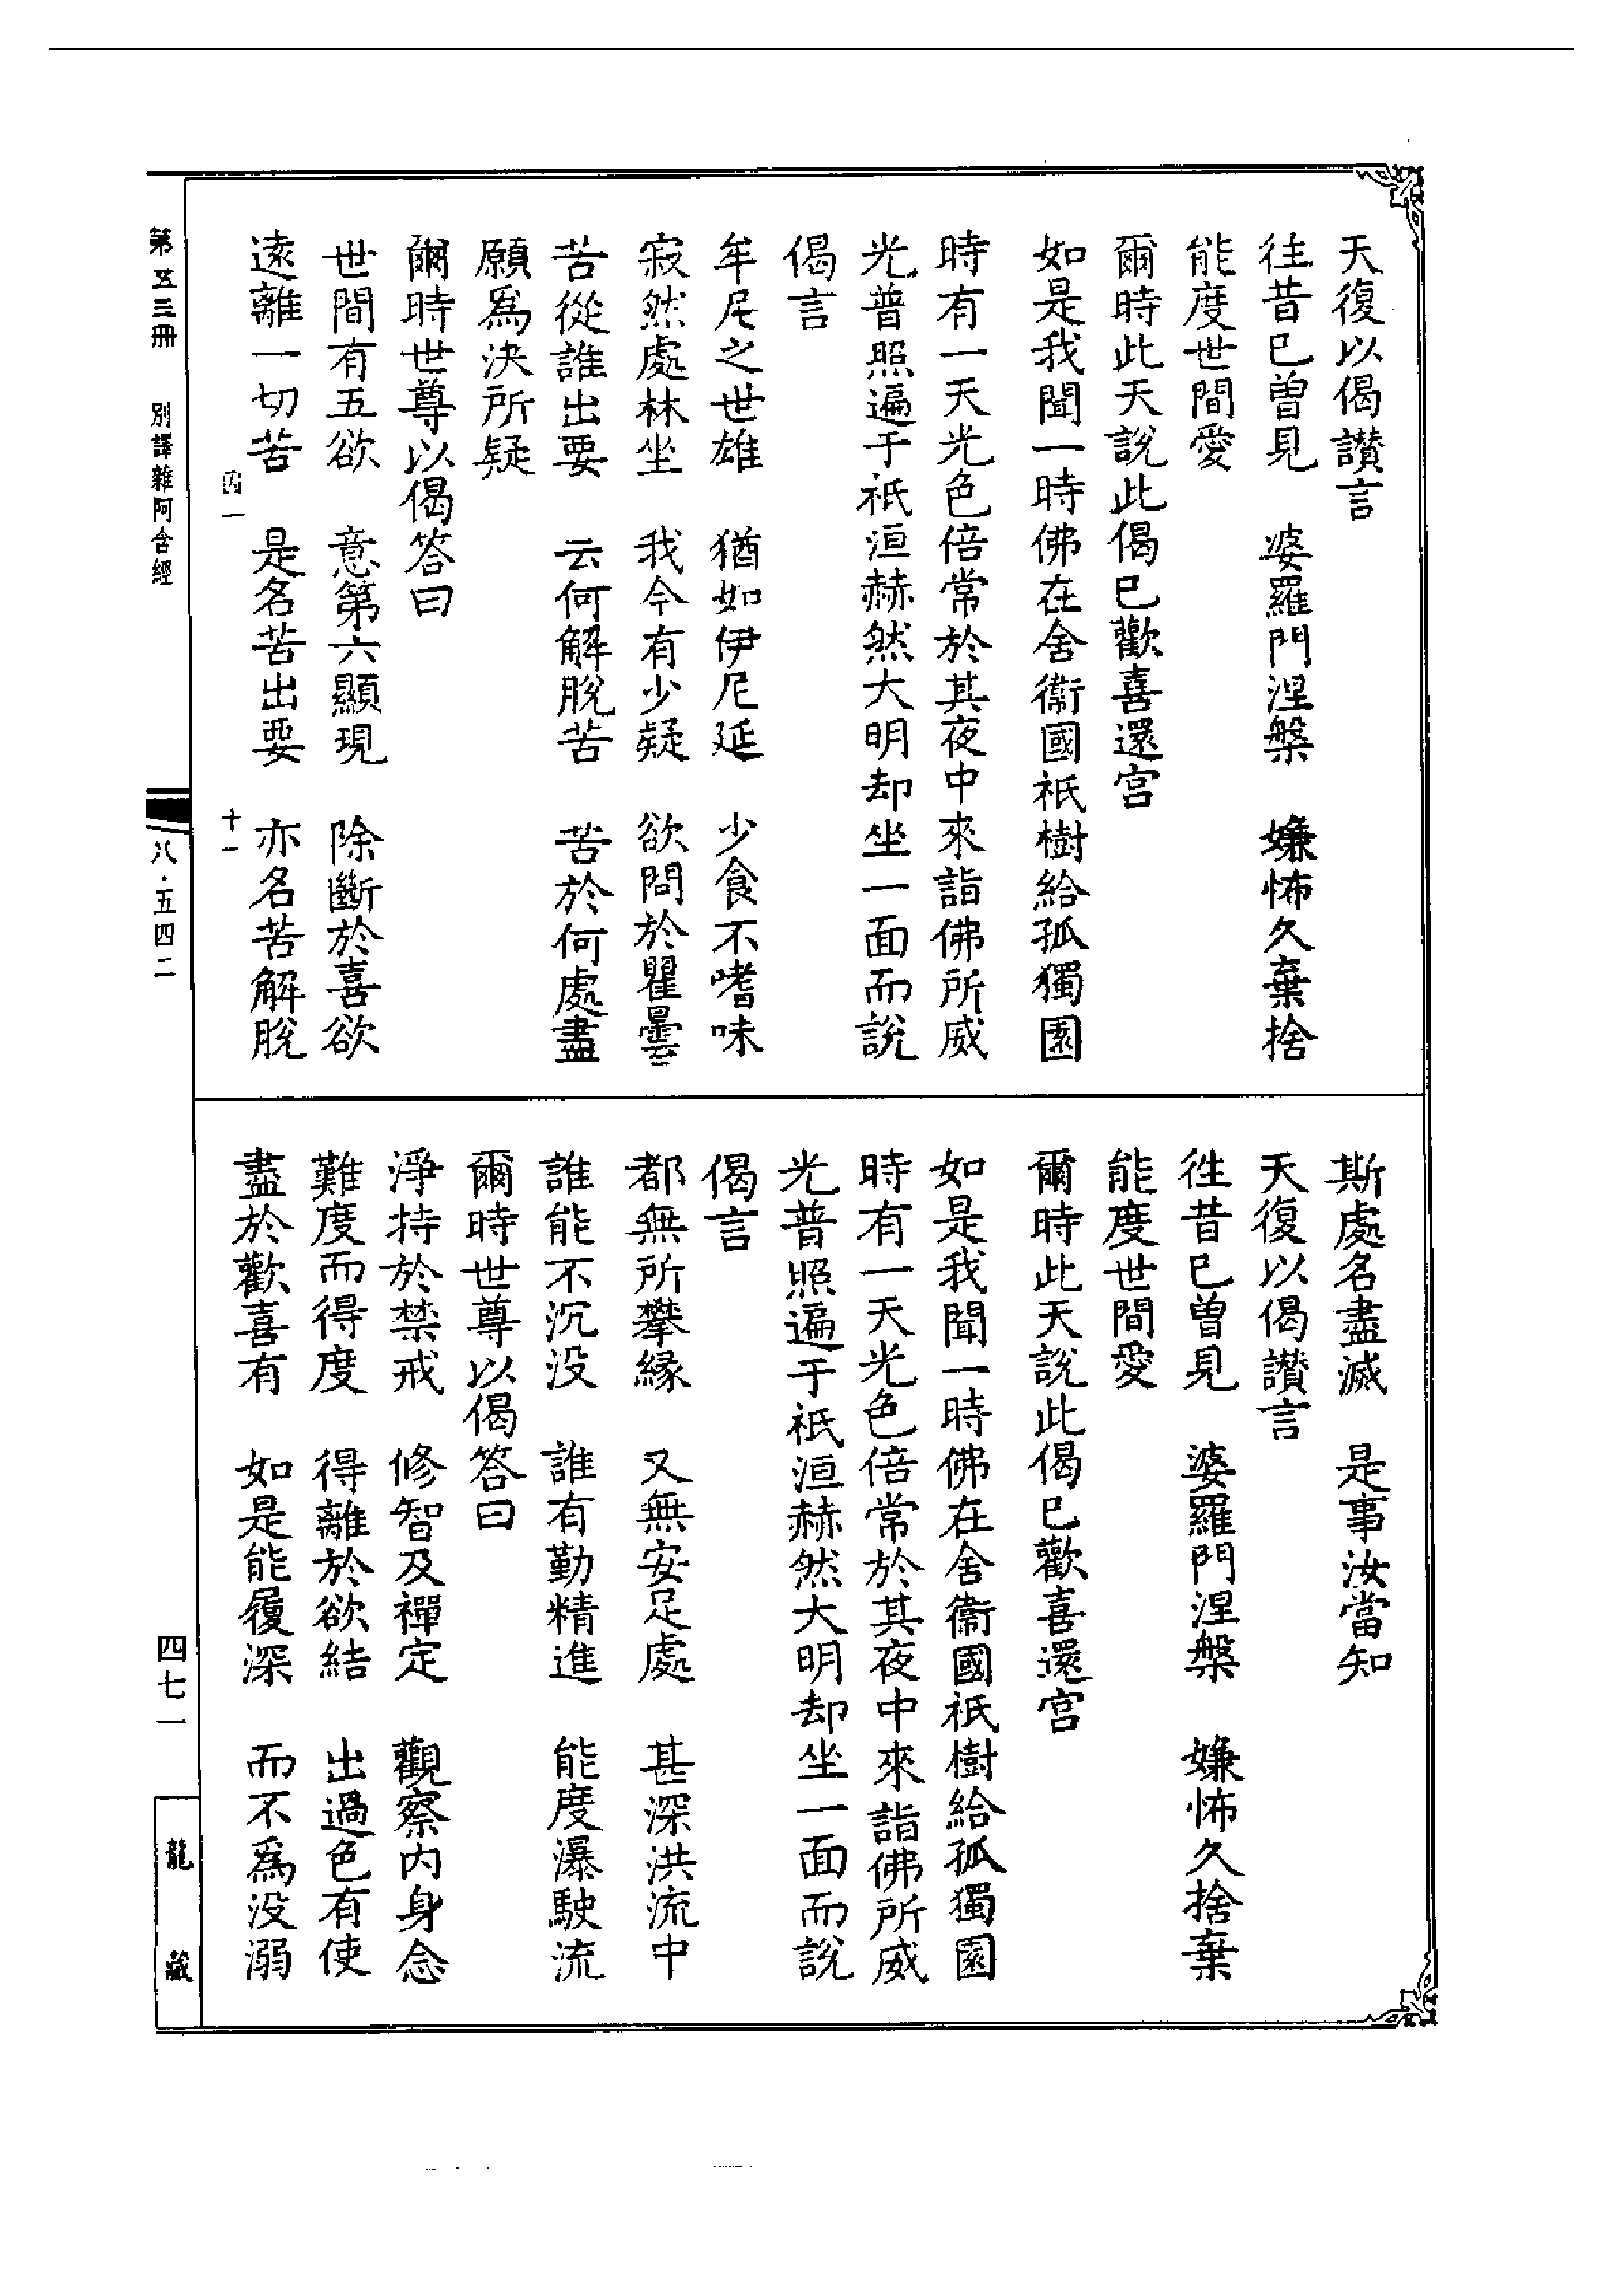 天復以偈讃言
往昔已曾見　婆羅門涅槃　嫌怖久棄捨
能度世間愛
爾時此天說此偈已歡喜還宫
如是我聞一時佛在舍衞國祇樹給孤獨園
時有一天光色倍常於其夜中來詣佛所威
光普照遍于祇洹赫然大明却坐一面而說
偈言
牟尼之世雄　猶如伊尼延　少食不嗜味
寂然處林坐　我今有少疑　欲問於瞿曇
苦從誰出要　云何解脫苦　苦於何處盡
願爲決所疑
爾時世尊以偈答曰
世間有五欲　意第六顯現　除斷於喜欲
遠離一切苦　是名苦出要　亦名苦解脫
斯處名盡滅　是事汝當知
天復以偈讃言
徃昔已曾見　婆羅門涅槃　嫌怖久捨棄
能度世間愛
爾時此天說此偈已歡喜還宫
如是我聞一時佛在舍衞國祇樹給孤獨園
時有一天光色倍常於其夜中來詣佛所威
光普照遍于祇洹赫然大明却坐一面而說
偈言
都無所攀緣　又無安足處　甚深洪流中
誰能不沉没　誰有勤精進　能度瀑駛流
爾時世尊以偈答曰
淨持於禁戒　修智及禪定　觀察内身念
難度而得度　得離於欲結　出過色有使
盡於歡喜有　如是能履深　而不爲没溺
十一
第五三冊　別譯雜阿含經
八·五四二
四七一
龍藏